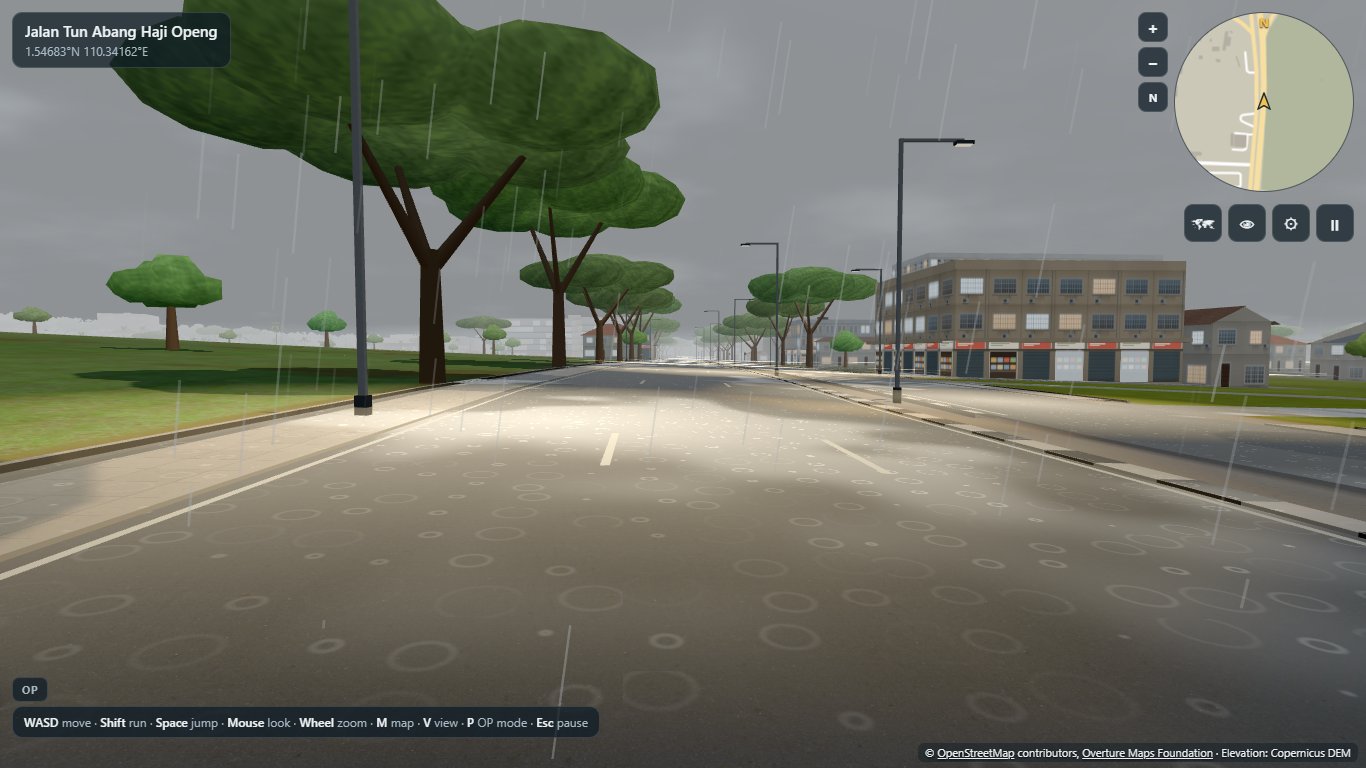 Jalan Tun Abang Haji Openg
1.54683°N 110.34162°E
+
−
N
N
OP
WASD move · Shift run · Space jump · Mouse look · Wheel zoom · M map · V view · P OP mode · Esc pause
© OpenStreetMap contributors, Overture Maps Foundation · Elevation: Copernicus DEM